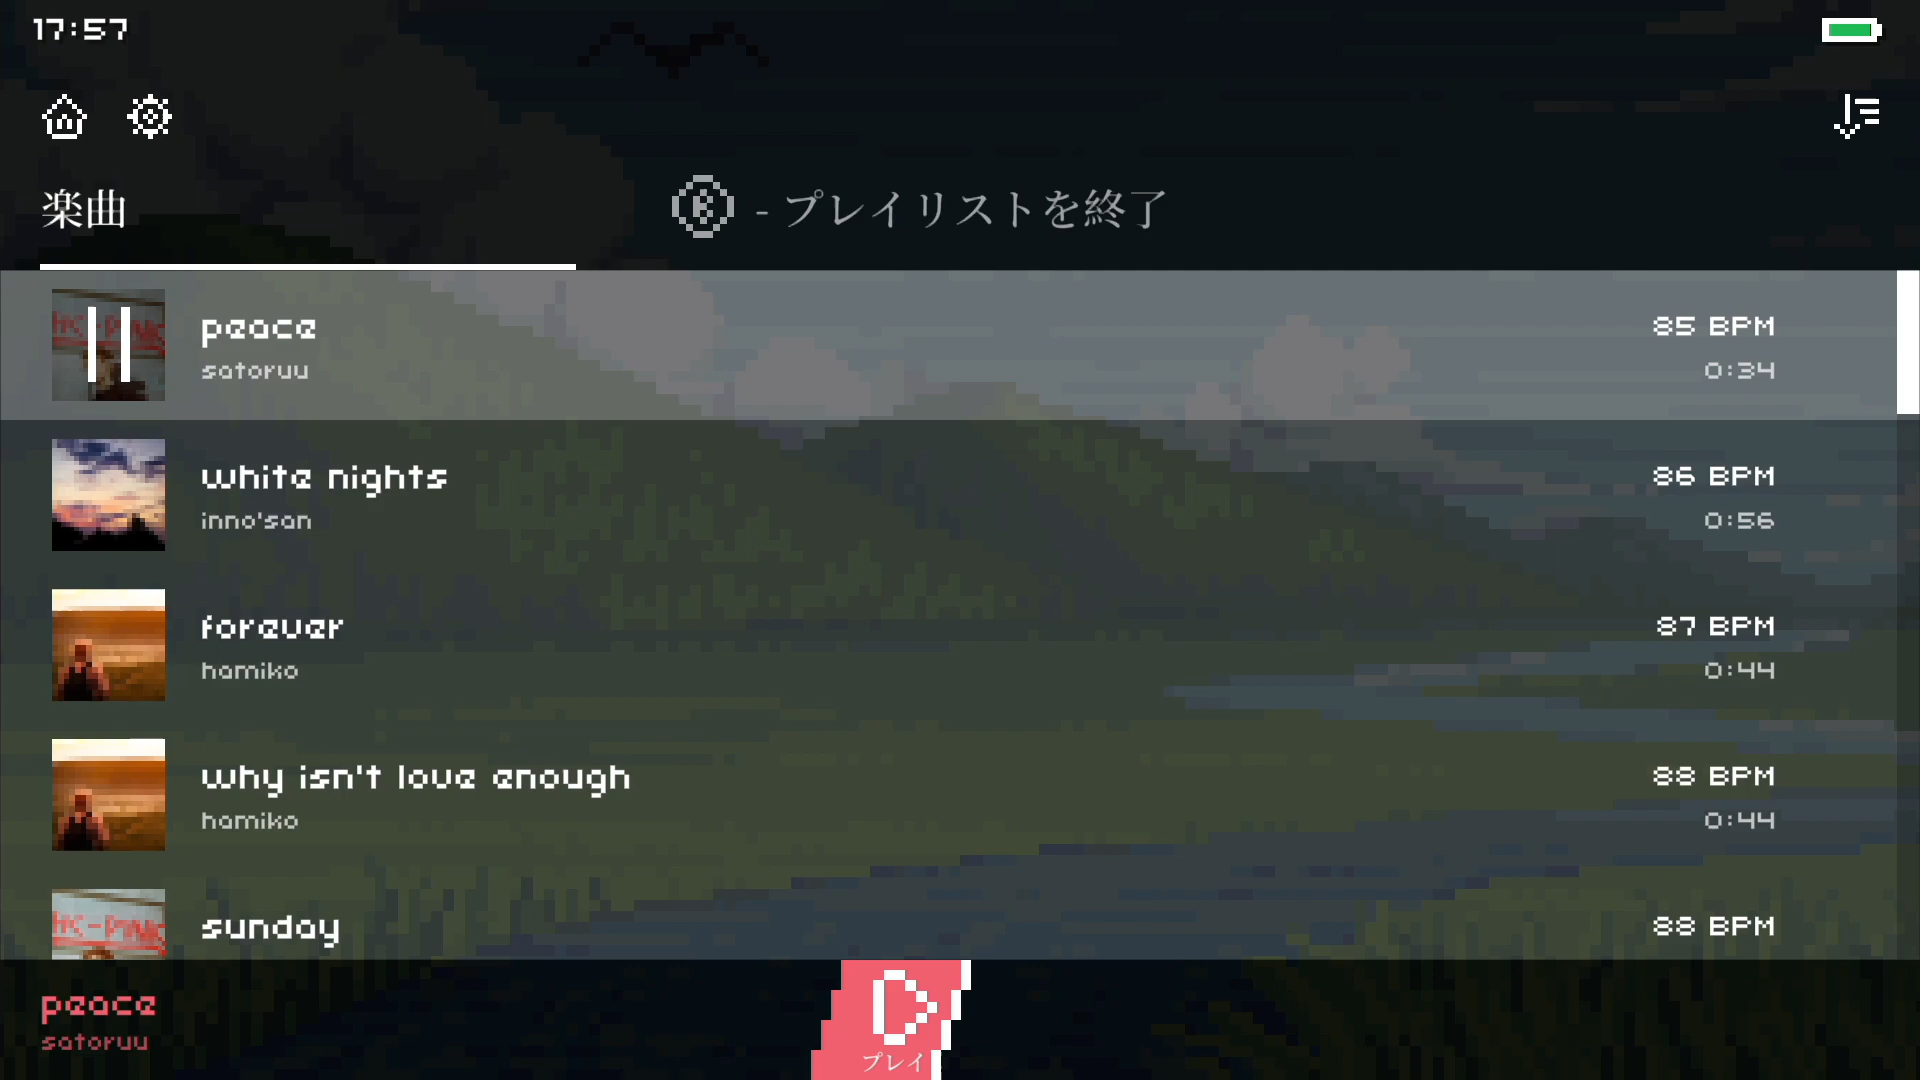 17:57
楽曲
B - プレイリストを終了
peace
satoruu
85 BPM
0:34
white nights
inno'san
86 BPM
0:56
forever
hamiko
87 BPM
0:44
why isn't love enough
hamiko
88 BPM
0:44
sunday
88 BPM
peace
satoruu
プレイ